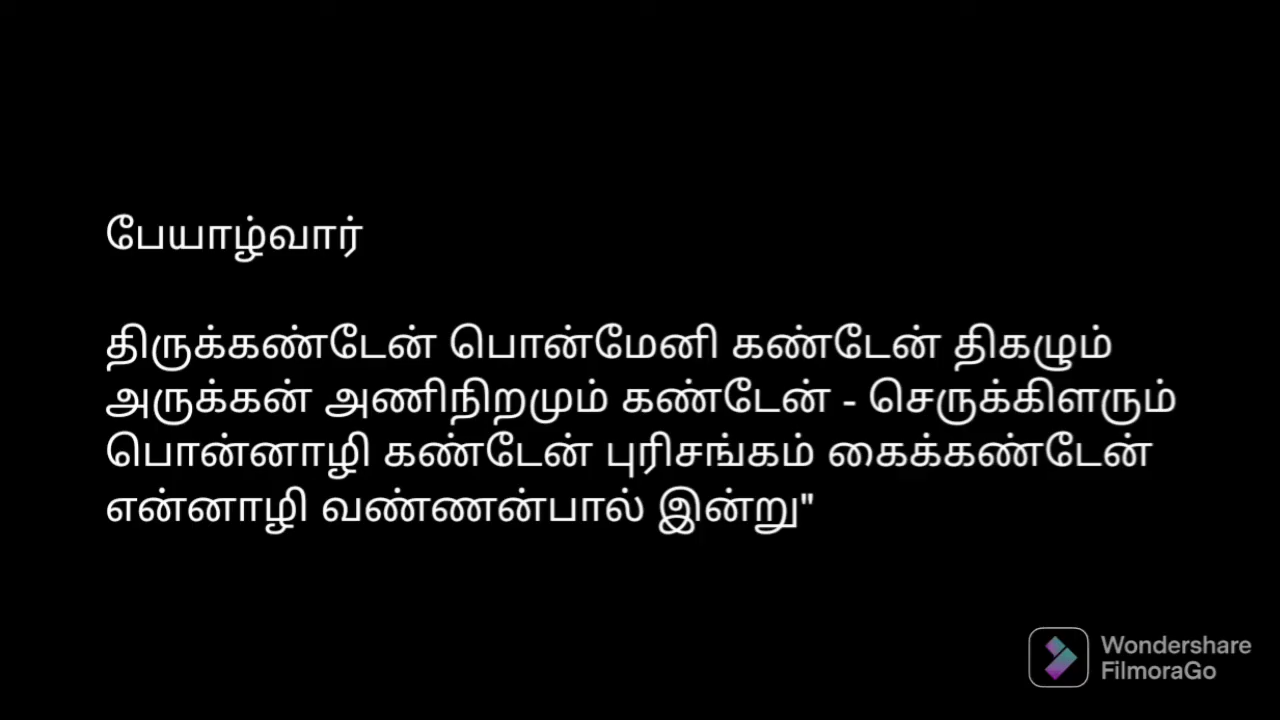 பேயாழ்வார்
திருக்கண்டேன் பொன்மேனி கண்டேன் திகழும்
அருக்கன் அணிநிறமும் கண்டேன் - செருக்கிளரும்
பொன்னாழி கண்டேன் புரிசங்கம் கைக்கண்டேன்
என்னாழி வண்ணன்பால் இன்று"
Wondershare
FilmoraGo